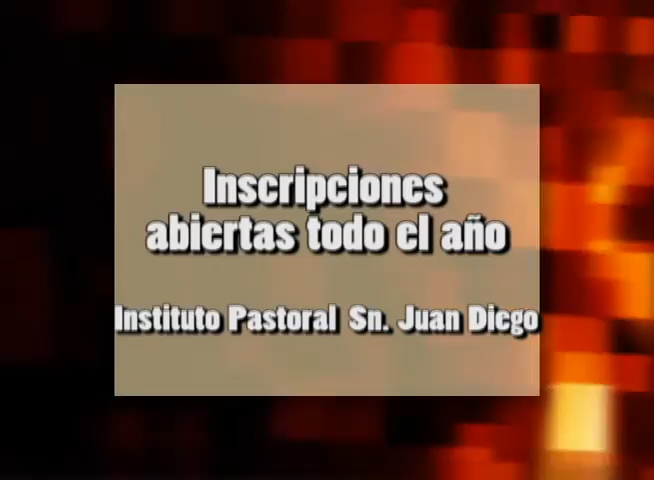 Inscripciones
abiertas todo el año
Instituto Pastoral Sn. Juan Diego